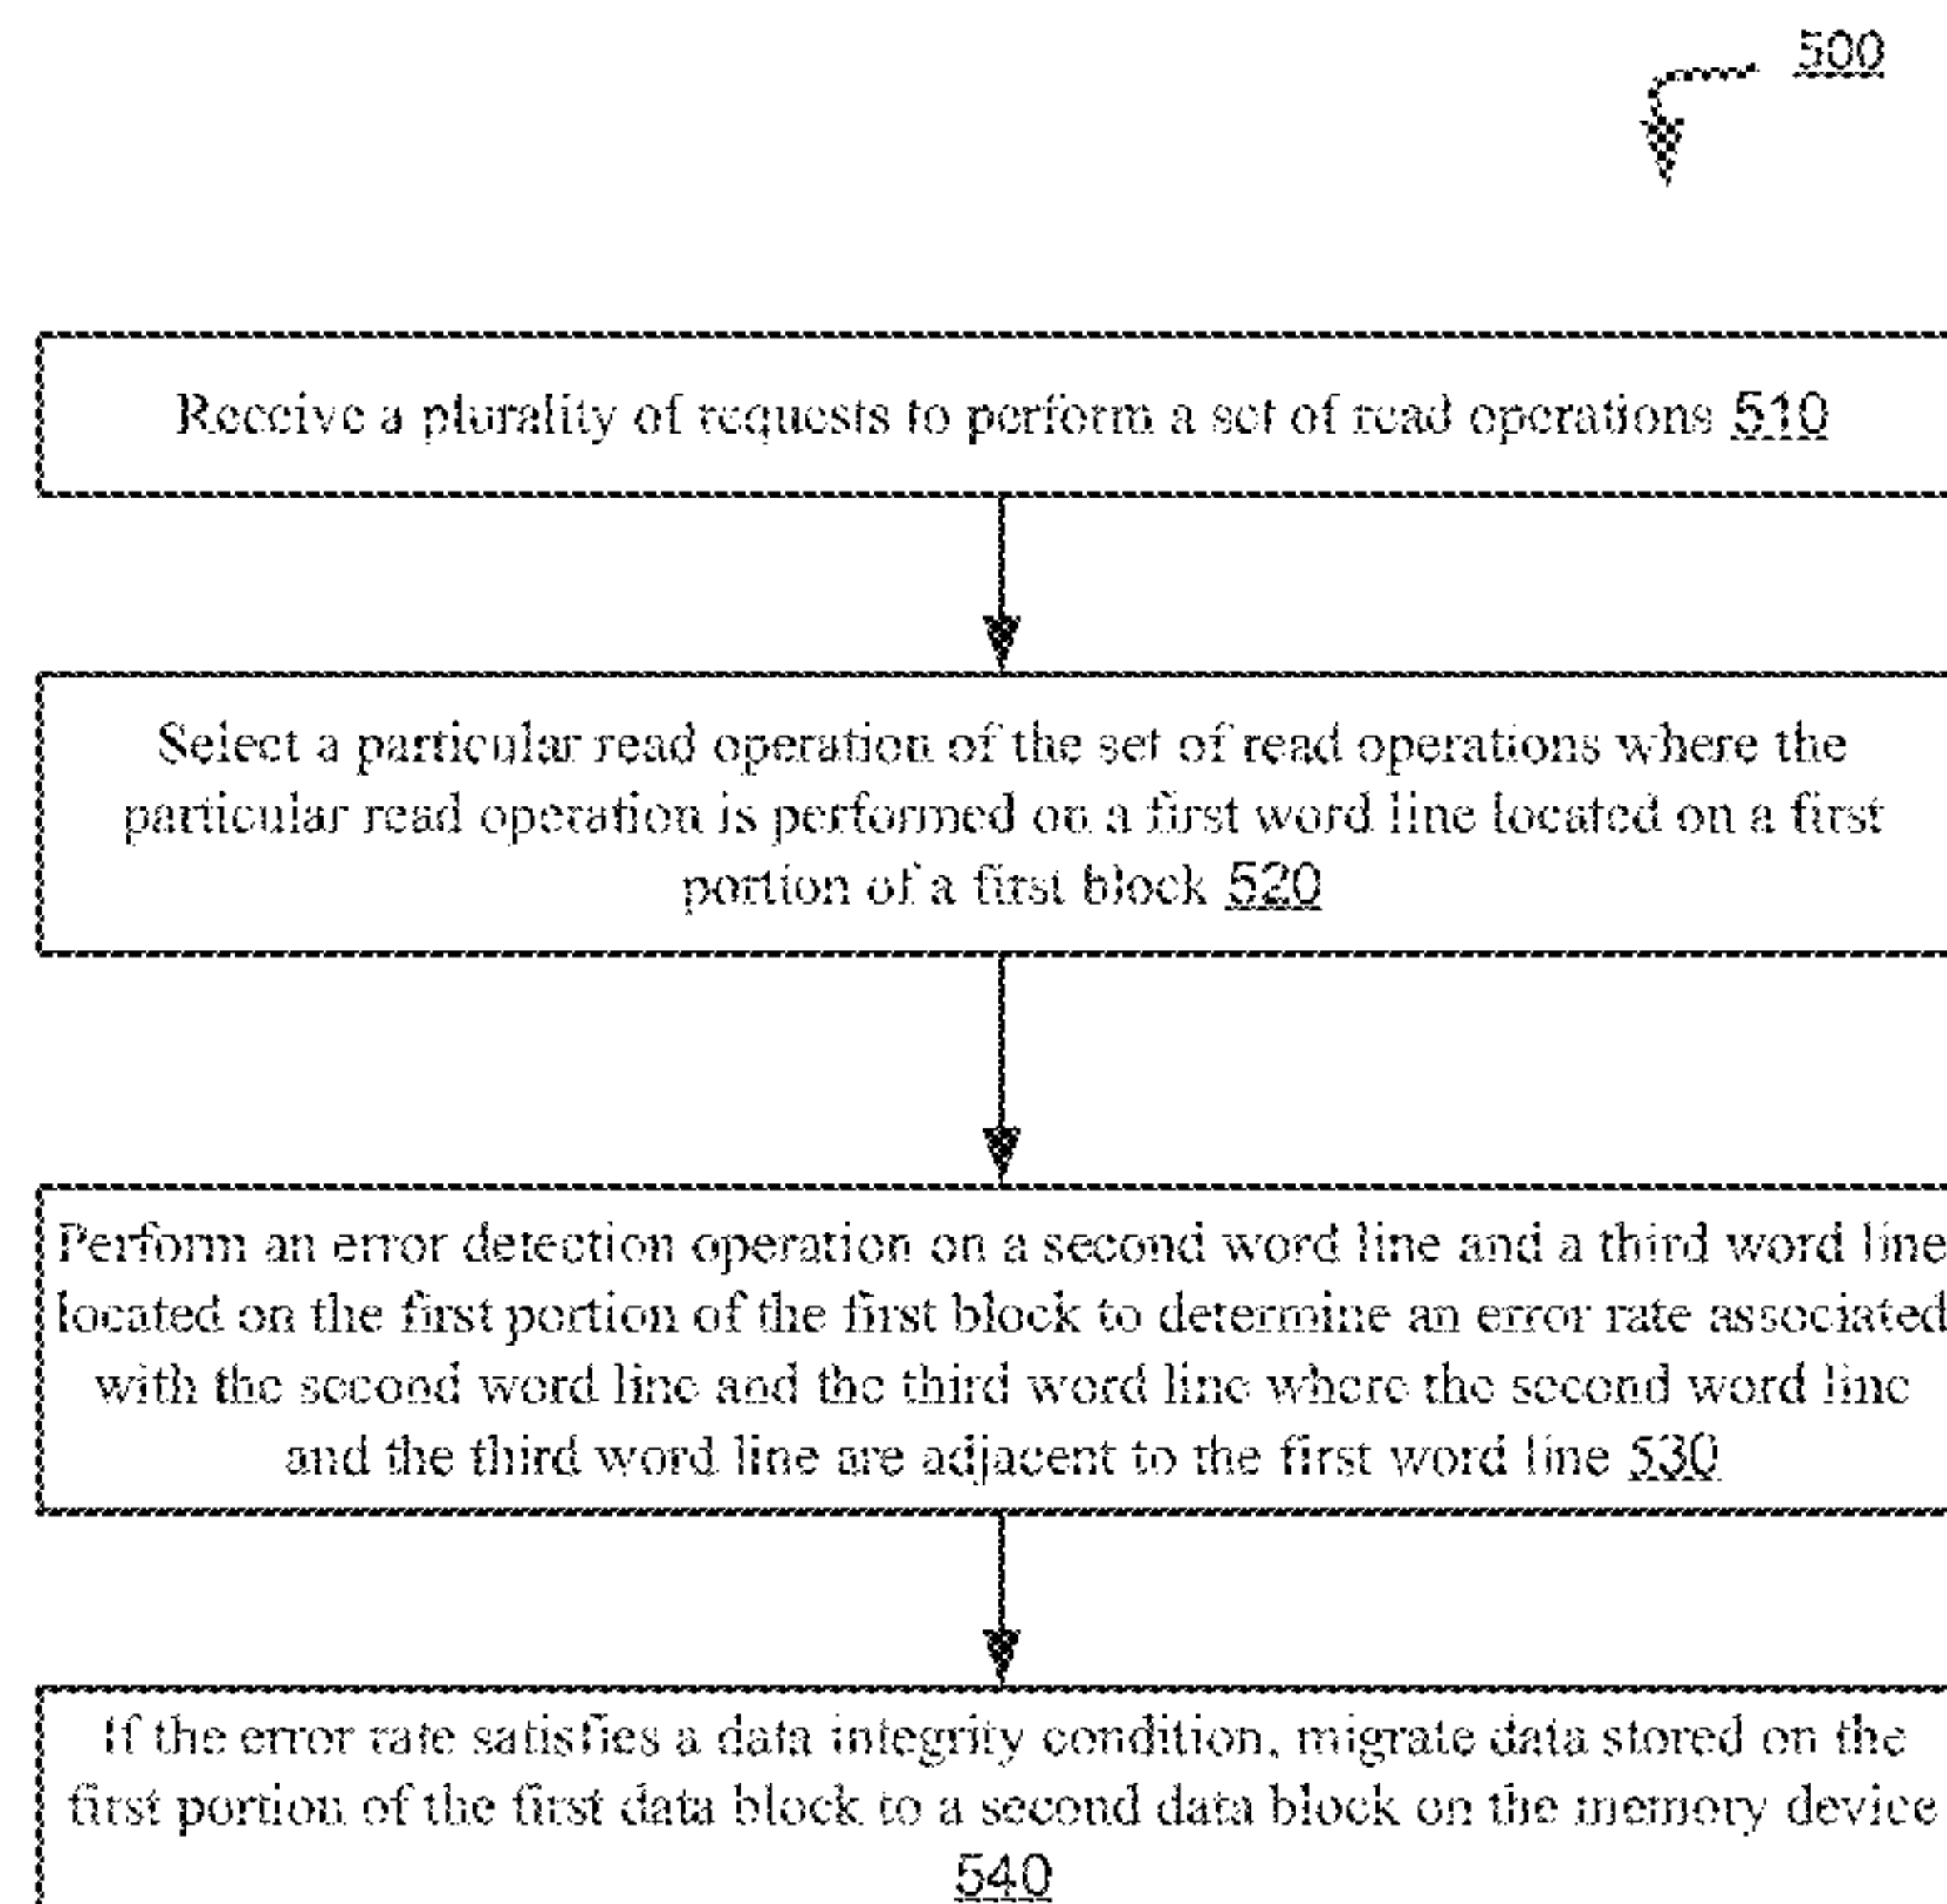 500
Receive a plurality of requests to perform a set of read operations 510
Select a particular read operation of the set of read operations where the
particular read operation is performed on a first word line located on a first
portion of a first block 520
Perform an error detection operation on a second word line and a third word line
located on the first portion of the first block to determine an error rate associated
with the second word line and the third word line where the second word line
and the third word line are adjacent to the first word line 530
If the error rate satisfies a data integrity condition, migrate data stored on the
first portion of the first data block to a second data block on the memory device
540